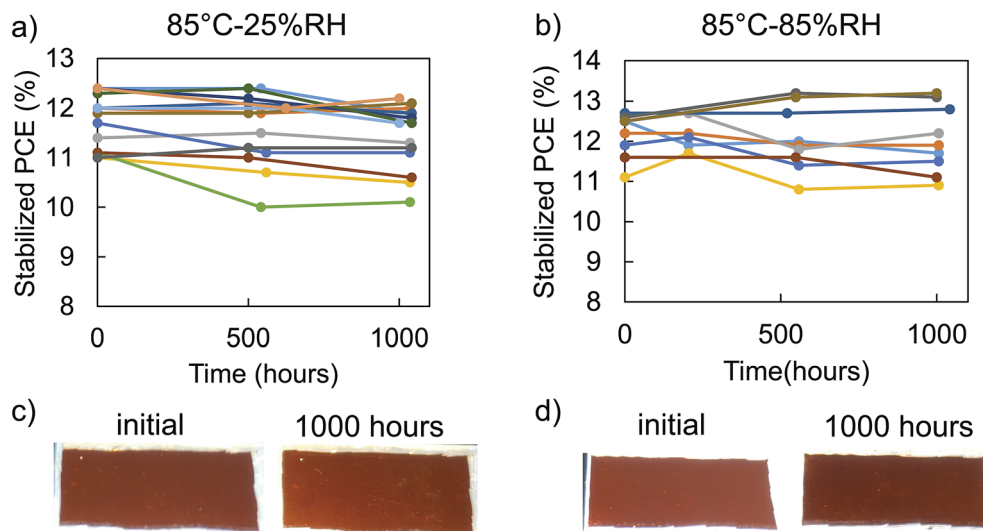 a)
85°C-25%RH
Stabilized PCE (%)
13
12
11
10
9
8
0
500
1000
Time (hours)
b)
85°C-85%RH
Stabilized PCE (%)
14
13
12
11
10
9
8
0
500
1000
Time(hours)
c)
initial
1000 hours
d)
initial
1000 hours